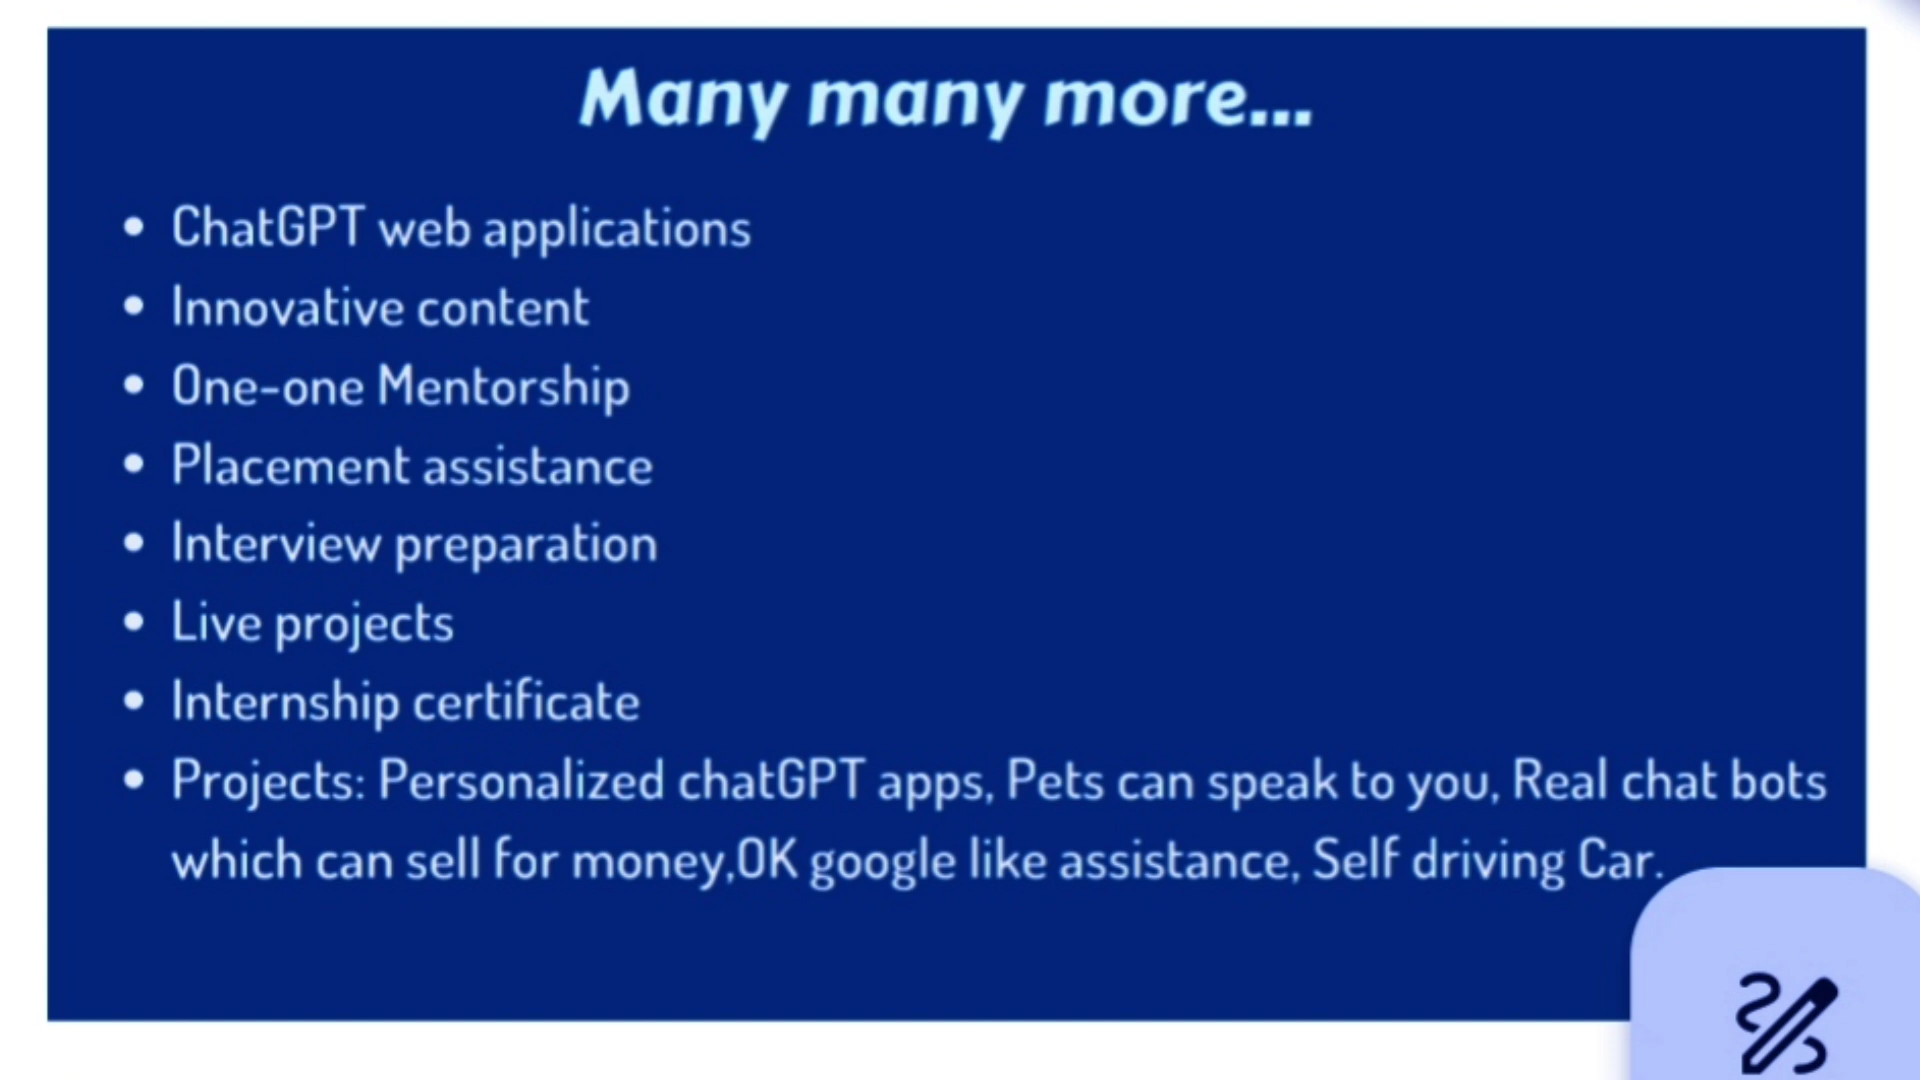 Many many more...
• ChatGPT web applications
• Innovative content
• One-one Mentorship
• Placement assistance
• Interview preparation
• Live projects
• Internship certificate
• Projects: Personalized chatGPT apps, Pets can speak to you, Real chat bots
which can sell for money,OK google like assistance, Self driving Car.